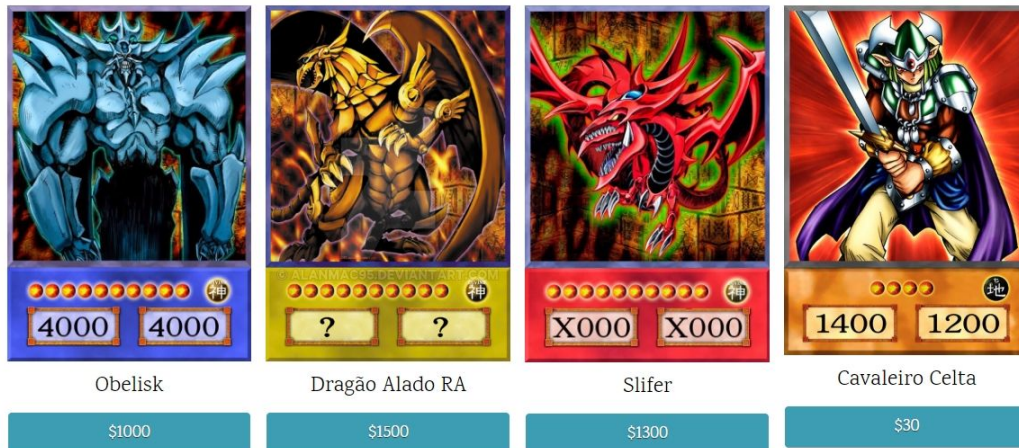 神
4000 4000
Obelisk
$1000
© ALANMAC95.DEVIANTART.COM
神
? ?
Dragão Alado RA
$1500
神
X000 X000
Slifer
$1300
地
1400 1200
Cavaleiro Celta
$30